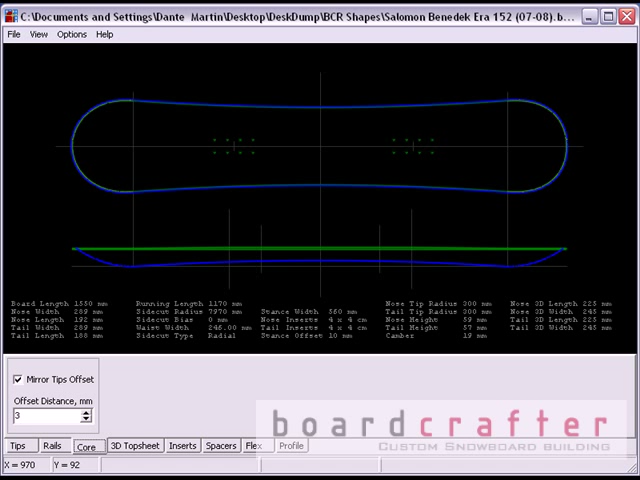 C:\Documents and Settings\Dante Martin\Desktop\DeskDump\BCR Shapes\Salomon Benedek Era 152 (07-08).b...
File View Options Help
Board Length 1550 mm Running Length 1170 mm Nose Tip Radius 300 mm Nose 3D Length 225 mm
Nose Width 289 mm Sidecut Radius 7970 mm Stance Width 560 mm Tail Tip Radius 300 mm Nose 3D Width 245 mm
Nose Length 192 mm Sidecut Bias 0 mm Nose Inserts 4 x 4 cm Nose Height 59 mm Tail 3D Length 225 mm
Tail Width 289 mm Waist Width 246.00 mm Tail Inserts 4 x 4 cm Tail Height 57 mm Tail 3D Width 245 mm
Tail Length 188 mm Sidecut Type Radial Stance Offset 10 mm Camber 19 mm
Mirror Tips Offset
Offset Distance, mm
3
boardcrafter
Custom Snowboard building
Tips Rails Core 3D Topsheet Inserts Spacers Flex Profile
X = 970 Y = 92